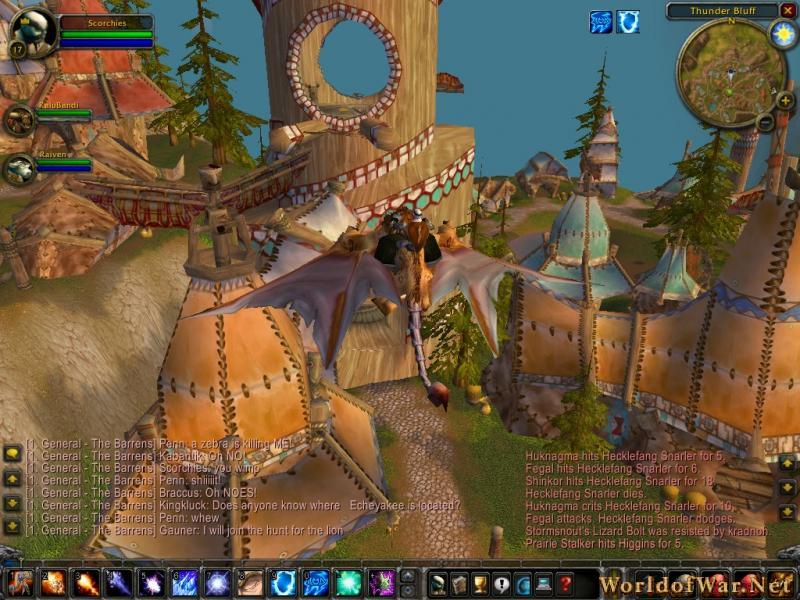 Scorchies
17
RuluBandi
Raiven
Thunder Bluff
N
[1. General - The Barrens] Penn: a zebra is killing ME!
[1. General - The Barrens] Kabanuk: Oh NO!
[1. General - The Barrens] Scorchies: you wimp
[1. General - The Barrens] Penn: shiiiit!
[1. General - The Barrens] Braccus: Oh NOES!
[1. General - The Barrens] Kingkluck: Does anyone know where Echeyakee is located?
[1. General - The Barrens] Penn: whew
[1. General - The Barrens] Gauner: I will join the hunt for the lion
Huknagma hits Hecklefang Snarler for 5.
Fegal hits Hecklefang Snarler for 6.
Shinkor hits Hecklefang Snarler for 18.
Hecklefang Snarler dies.
Huknagma crits Hecklefang Snarler for 10.
Fegal attacks. Hecklefang Snarler dodges.
Stormsnout's Lizard Bolt was resisted by kradnon.
Prairie Stalker hits Higgins for 5.
WorldofWar.Net